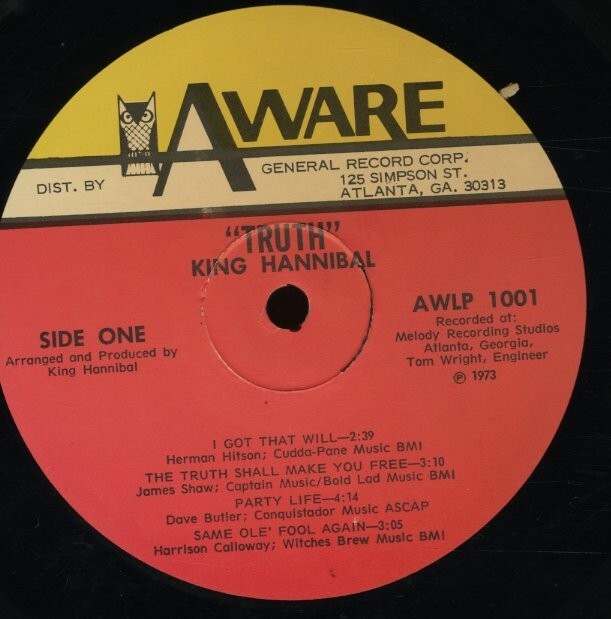 AWARE
DIST. BY
GENERAL RECORD CORP.
125 SIMPSON ST.
ATLANTA, GA. 30313
"TRUTH"
KING HANNIBAL
SIDE ONE
Arranged and Produced by
King Hannibal
AWLP 1001
Recorded at:
Melody Recording Studios
Atlanta, Georgia,
Tom Wright, Engineer
℗ 1973
I GOT THAT WILL—2:39
Herman Hitson; Cudda-Pane Music BMI
THE TRUTH SHALL MAKE YOU FREE—3:10
James Shaw; Captain Music/Bold Lad Music BMI
PARTY LIFE—4:14
Dave Butler; Conquistador Music ASCAP
SAME OLE' FOOL AGAIN—3:05
Harrison Calloway; Witches Brew Music BMI